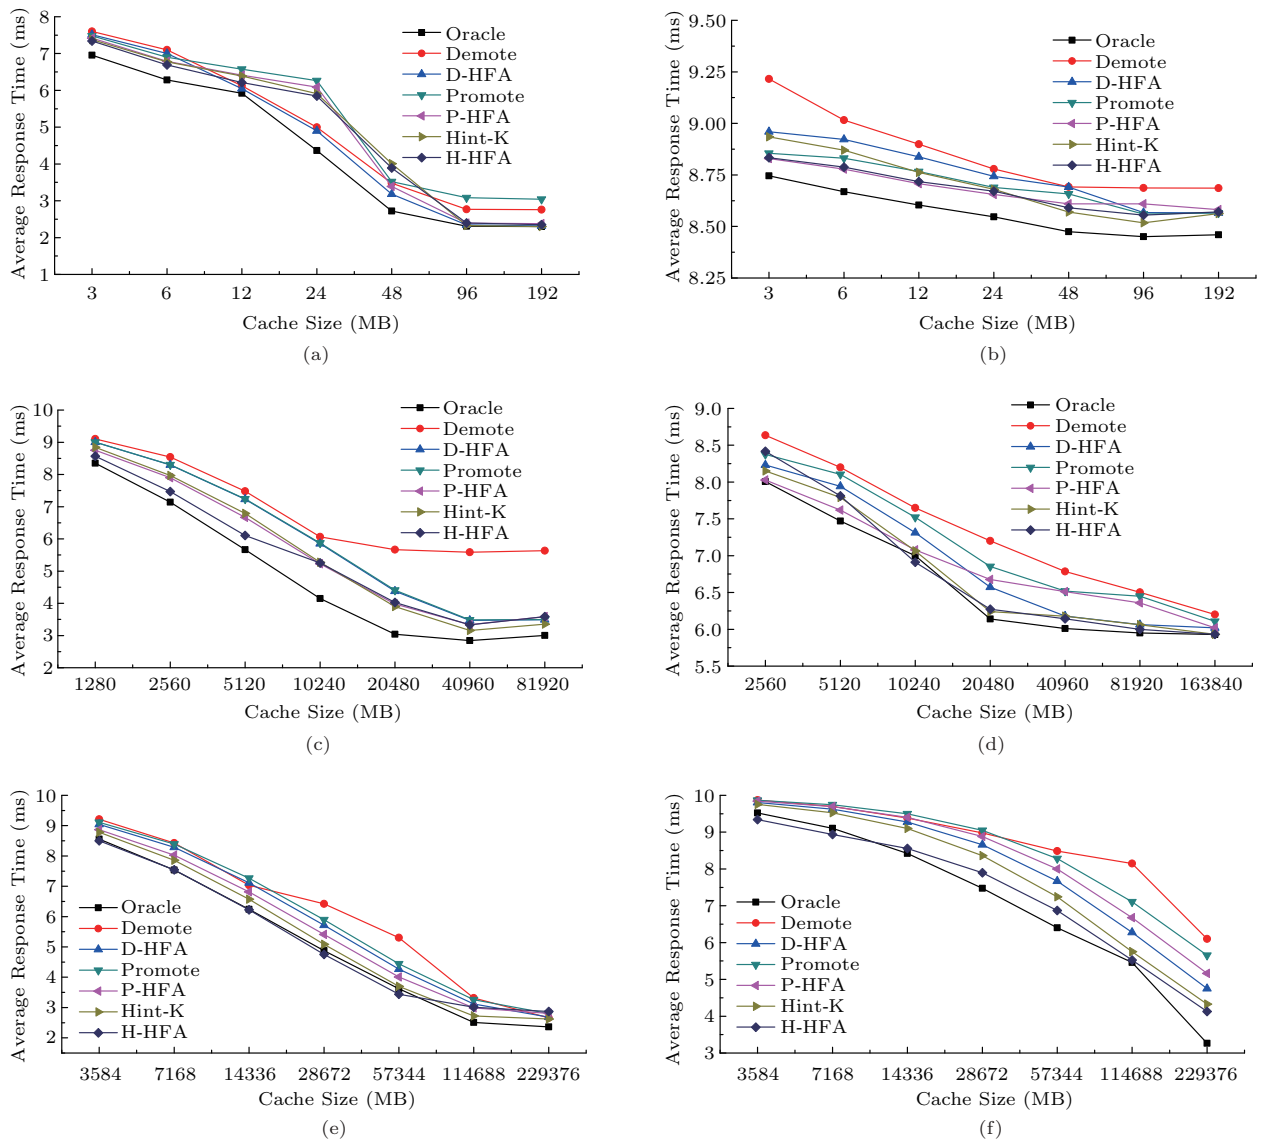 Average Response Time (ms)
8
7
6
5
4
3
2
1
Oracle
Demote
D-HFA
Promote
P-HFA
Hint-K
H-HFA
3 6 12 24 48 96 192
Cache Size (MB)
(a)
Average Response Time (ms)
9.50
9.25
9.00
8.75
8.50
8.25
Oracle
Demote
D-HFA
Promote
P-HFA
Hint-K
H-HFA
3 6 12 24 48 96 192
Cache Size (MB)
(b)
Average Response Time (ms)
10
9
8
7
6
5
4
3
2
Oracle
Demote
D-HFA
Promote
P-HFA
Hint-K
H-HFA
1280 2560 5120 10240 20480 40960 81920
Cache Size (MB)
(c)
Average Response Time (ms)
9.0
8.5
8.0
7.5
7.0
6.5
6.0
5.5
Oracle
Demote
D-HFA
Promote
P-HFA
Hint-K
H-HFA
2560 5120 10240 20480 40960 81920 163840
Cache Size (MB)
(d)
Average Response Time (ms)
10
9
8
7
6
5
4
3
2
Oracle
Demote
D-HFA
Promote
P-HFA
Hint-K
H-HFA
3584 7168 14336 28672 57344 114688 229376
Cache Size (MB)
(e)
Average Response Time (ms)
10
9
8
7
6
5
4
3
Oracle
Demote
D-HFA
Promote
P-HFA
Hint-K
H-HFA
3584 7168 14336 28672 57344 114688 229376
Cache Size (MB)
(f)